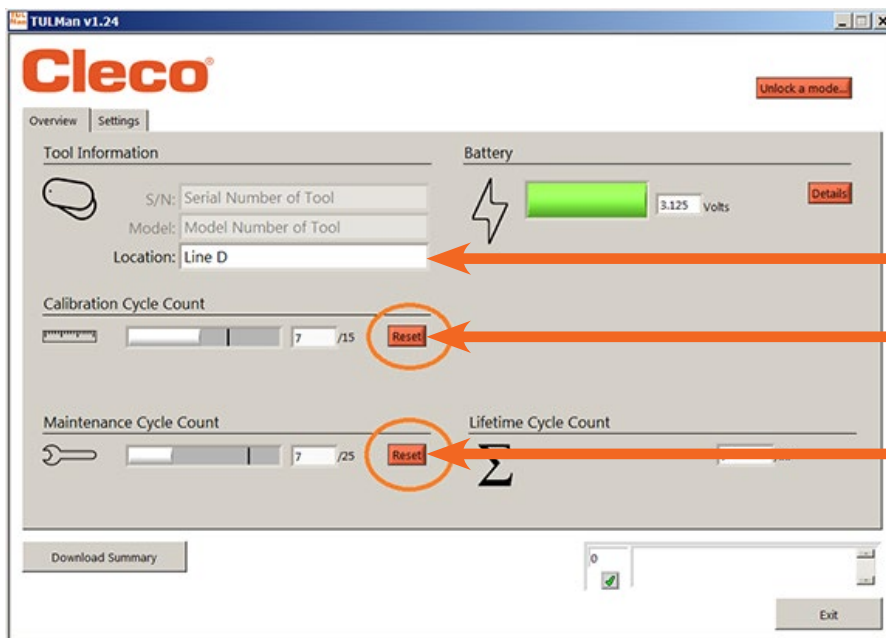 TULMan v1.24
Cleco®
Unlock a mode...
Overview Settings
Tool Information
S/N: Serial Number of Tool
Model: Model Number of Tool
Location: Line D
Battery
3.125 Volts
Details
Calibration Cycle Count
7 /15 Reset
Maintenance Cycle Count
7 /25 Reset
Lifetime Cycle Count
Σ
Download Summary
0
Exit